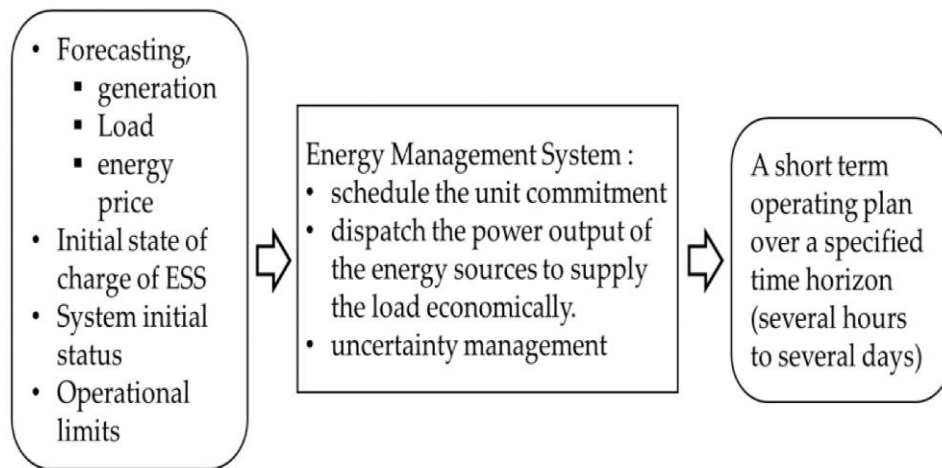 • Forecasting,
▪ generation
▪ Load
▪ energy
price
• Initial state of
charge of ESS
• System initial
status
• Operational
limits
Energy Management System :
• schedule the unit commitment
• dispatch the power output of
the energy sources to supply
the load economically.
• uncertainty management
A short term
operating plan
over a specified
time horizon
(several hours
to several days)